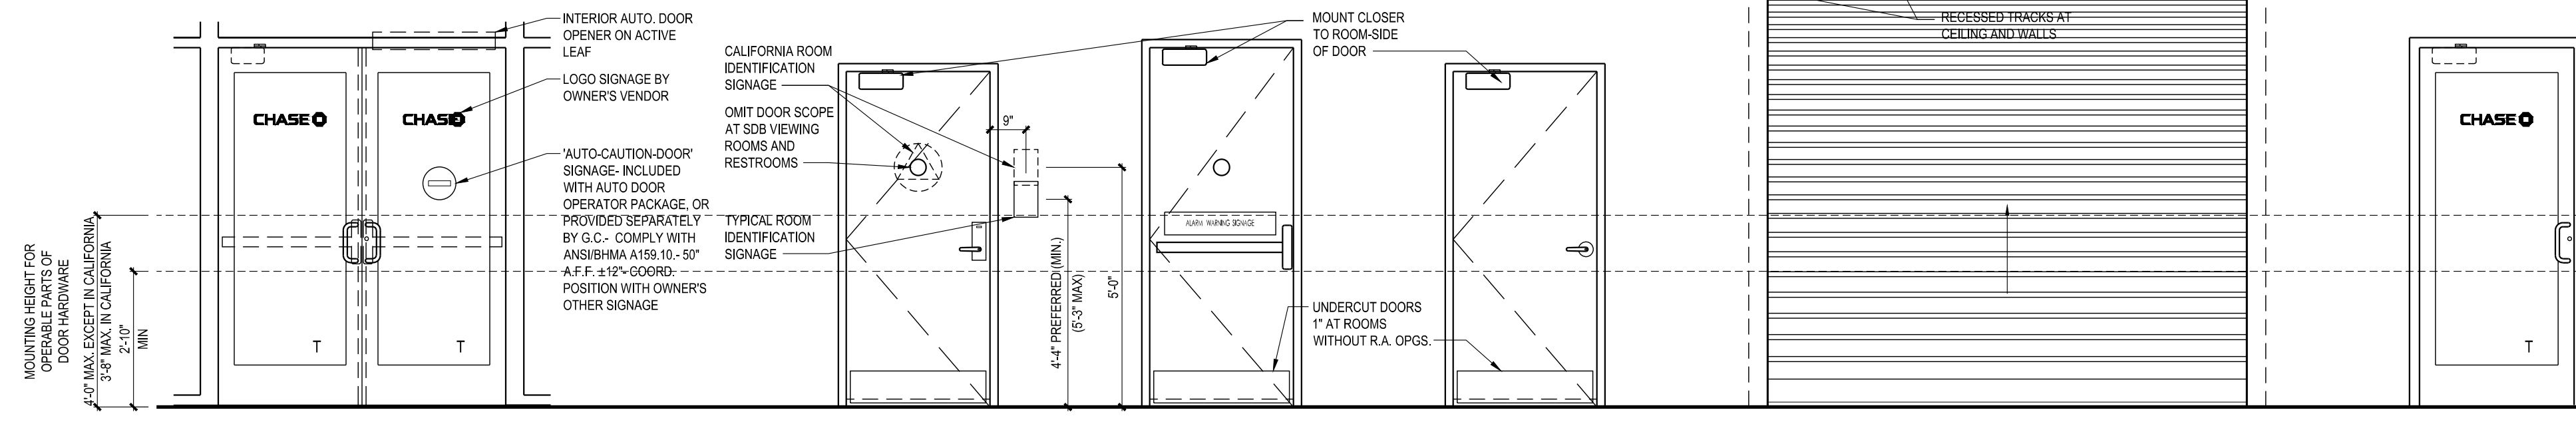 INTERIOR AUTO. DOOR
OPENER ON ACTIVE
LEAF
LOGO SIGNAGE BY
OWNER'S VENDOR
'AUTO-CAUTION-DOOR'
SIGNAGE- INCLUDED
WITH AUTO DOOR
OPERATOR PACKAGE, OR
PROVIDED SEPARATELY
BY G.C.- COMPLY WITH
ANSI/BHMA A159.10.- 50"
A.F.F. ±12"- COORD.
POSITION WITH OWNER'S
OTHER SIGNAGE
CHASE
CHASE
T
T
MOUNTING HEIGHT FOR
OPERABLE PARTS OF
DOOR HARDWARE
4'-0" MAX. EXCEPT IN CALIFORNIA
3'-8" MAX. IN CALIFORNIA
2'-10"
MIN
CALIFORNIA ROOM
IDENTIFICATION
SIGNAGE
OMIT DOOR SCOPE
AT SDB VIEWING
ROOMS AND
RESTROOMS
TYPICAL ROOM
IDENTIFICATION
SIGNAGE
9"
4'-4" PREFERRED (MIN.)
(5'-3" MAX)
5'-0"
MOUNT CLOSER
TO ROOM-SIDE
OF DOOR
ALARM WARNING SIGNAGE
UNDERCUT DOORS
1" AT ROOMS
WITHOUT R.A. OPGS.
RECESSED TRACKS AT
CEILING AND WALLS
CHASE
T